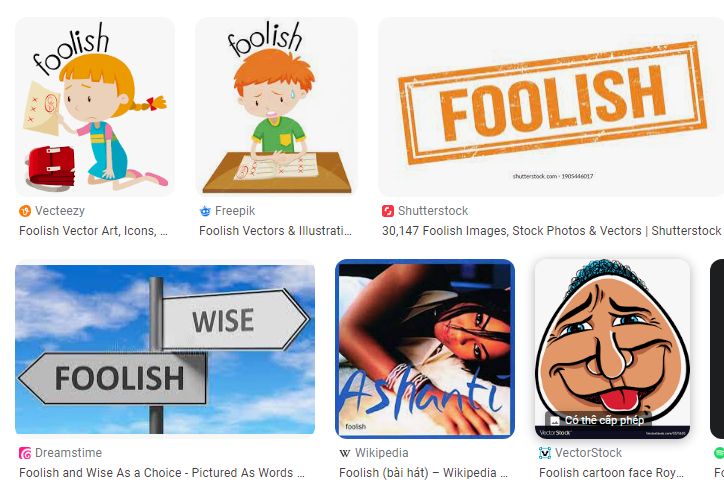 foolish
foolish
FOOLISH
shutterstock.com · 1905446017
Vecteezy
Freepik
Shutterstock
Foolish Vector Art, Icons, ...
Foolish Vectors & Illustrati...
30,147 Foolish Images, Stock Photos & Vectors | Shutterstock
WISE
FOOLISH
Ashanti
foolish
Có thể cấp phép
VectorStock
Dreamstime
W Wikipedia
VectorStock
Foolish and Wise As a Choice - Pictured As Words ...
Foolish (bài hát) – Wikipedia ...
Foolish cartoon face Roy...
Fo